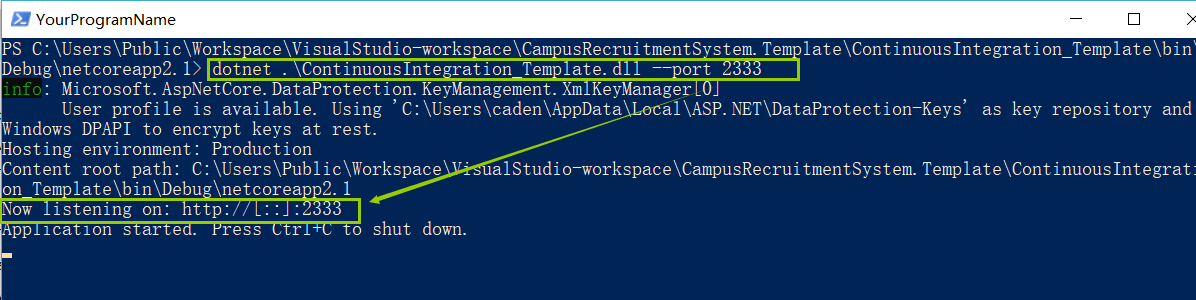 YourProgramName
PS C:\Users\Public\Workspace\VisualStudio-workspace\CampusRecruitmentSystem.Template\ContinuousIntegration_Template\bin\
Debug\netcoreapp2.1> dotnet .\ContinuousIntegration_Template.dll --port 2333
info: Microsoft.AspNetCore.DataProtection.KeyManagement.XmlKeyManager[0]
User profile is available. Using 'C:\Users\caden\AppData\Local\ASP.NET\DataProtection-Keys' as key repository and
Windows DPAPI to encrypt keys at rest.
Hosting environment: Production
Content root path: C:\Users\Public\Workspace\VisualStudio-workspace\CampusRecruitmentSystem.Template\ContinuousIntegrati
on_Template\bin\Debug\netcoreapp2.1
Now listening on: http://[::]:2333
Application started. Press Ctrl+C to shut down.